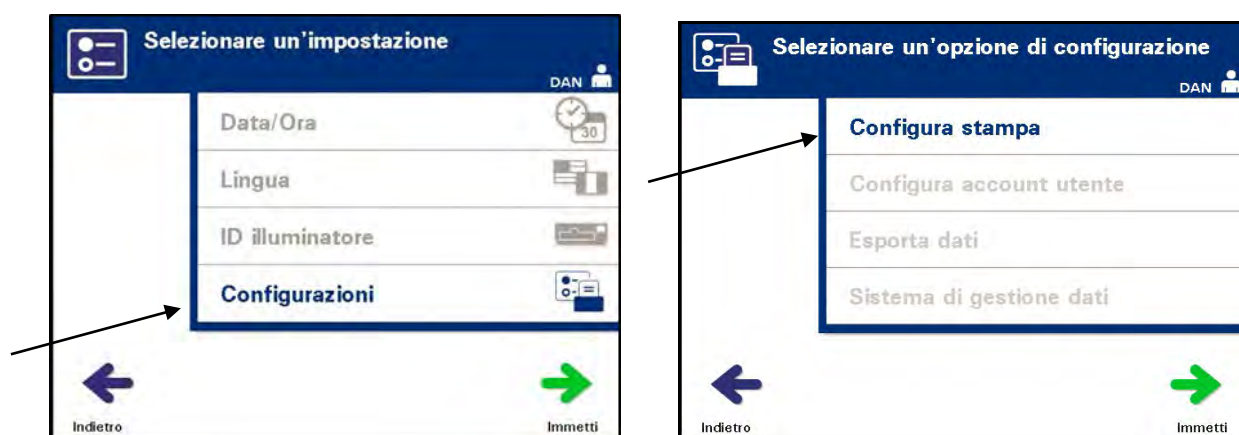 Selezionare un'impostazione
DAN
Data/Ora
30
Lingua
ID illuminatore
Configurazioni
Indietro
Immetti
Selezionare un'opzione di configurazione
DAN
Configura stampa
Configura account utente
Esporta dati
Sistema di gestione dati
Indietro
Immetti